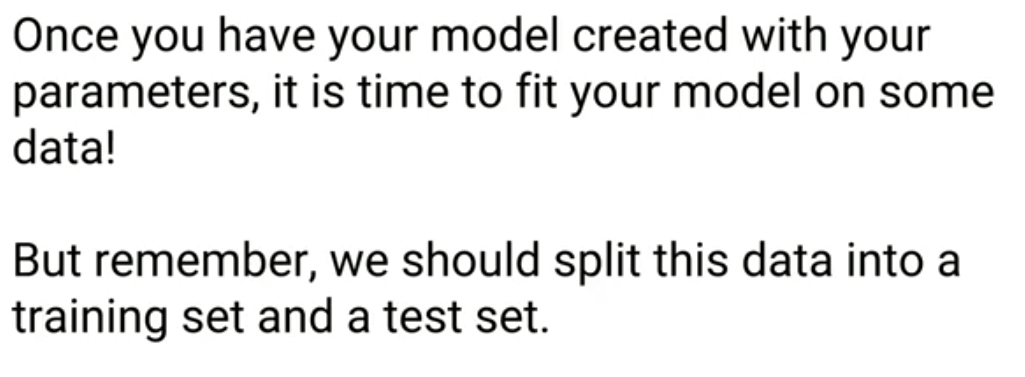 Once you have your model created with your
parameters, it is time to fit your model on some
data!
But remember, we should split this data into a
training set and a test set.